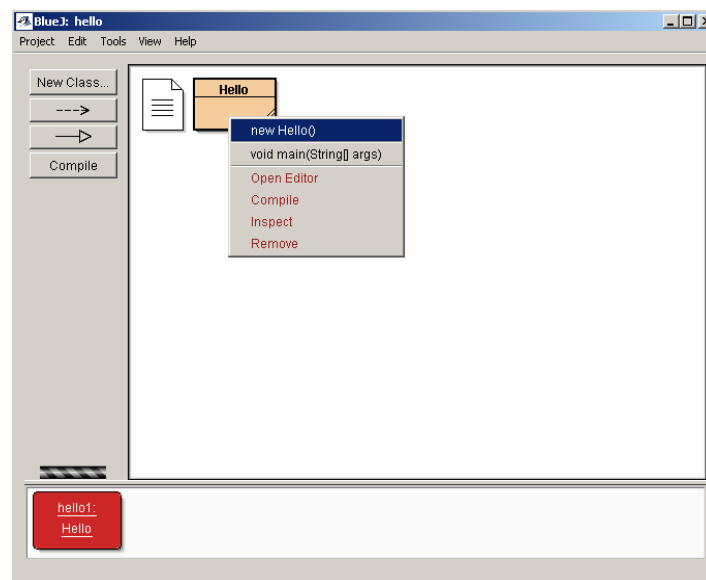 BlueJ: hello
Project Edit Tools View Help
New Class...
Compile
Hello
new Hello()
void main(String[] args)
Open Editor
Compile
Inspect
Remove
hello1:
Hello